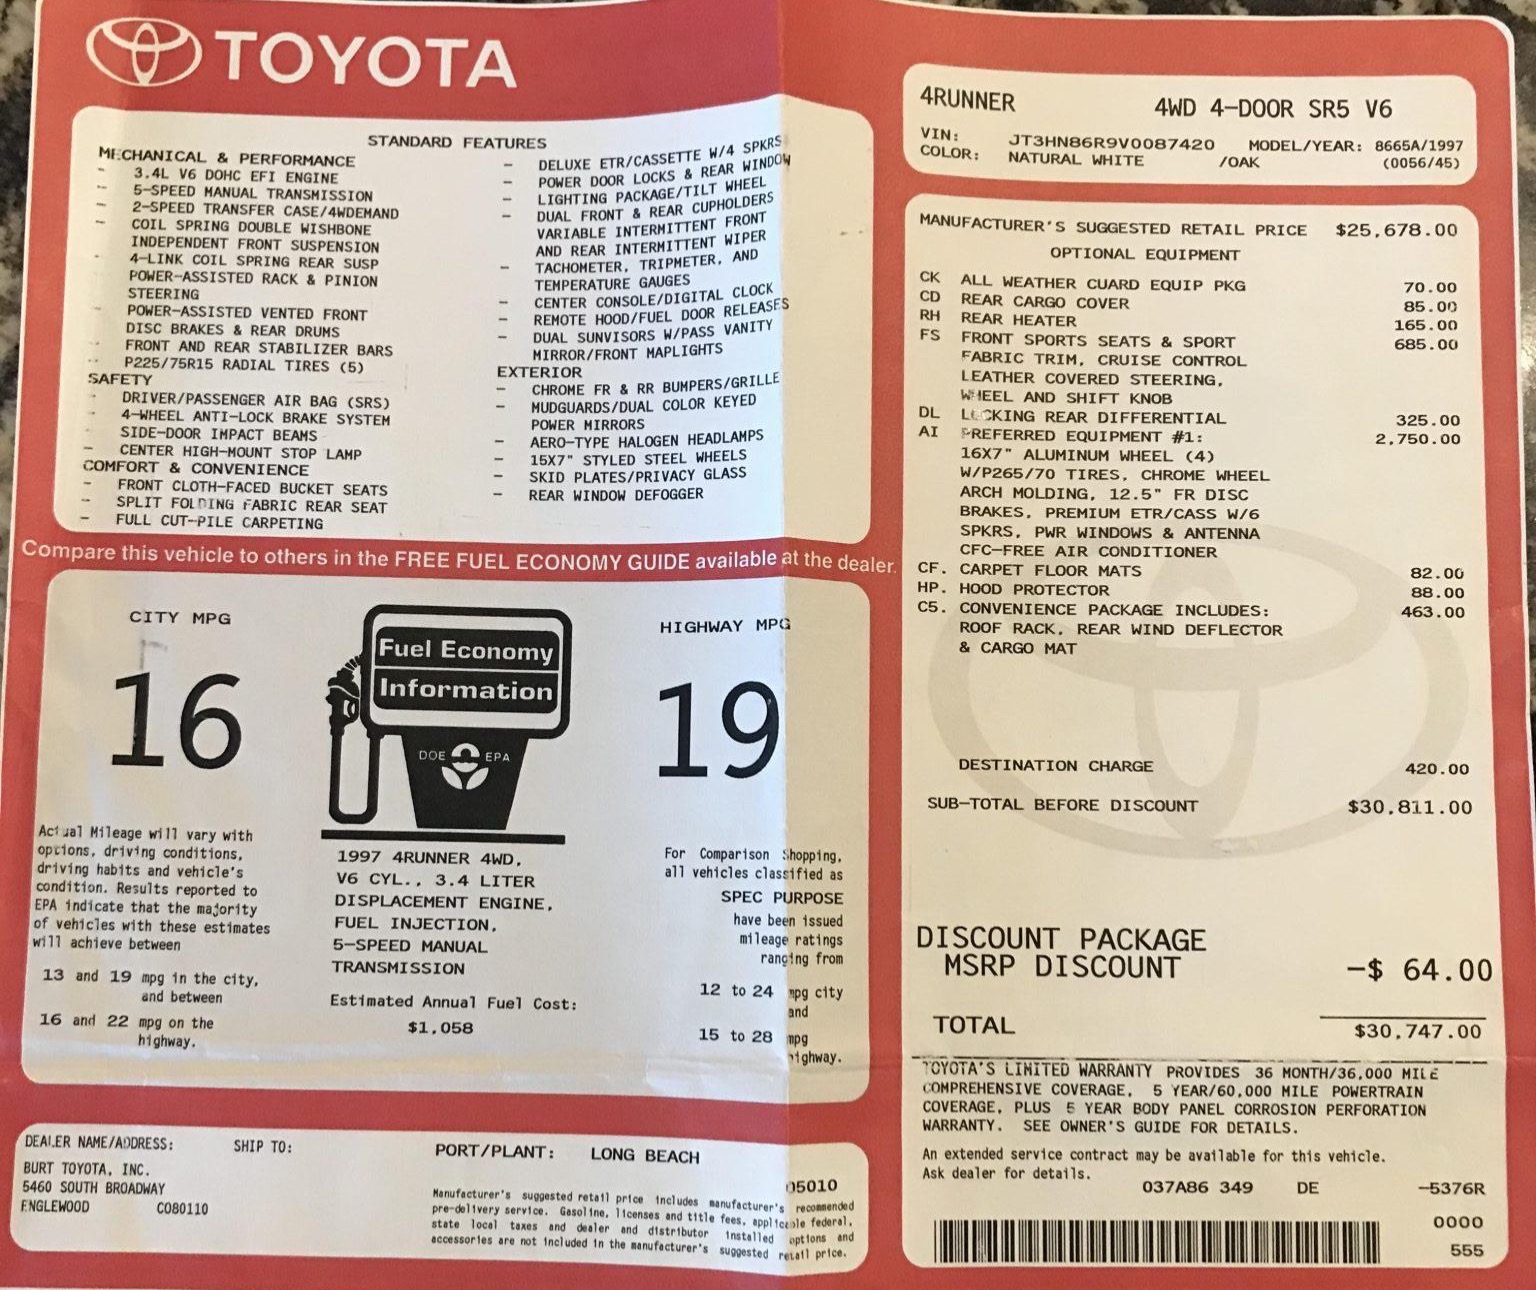 TOYOTA
STANDARD FEATURES
MECHANICAL & PERFORMANCE
- 3.4L V6 DOHC EFI ENGINE
- 5-SPEED MANUAL TRANSMISSION
- 2-SPEED TRANSFER CASE/4WDEMAND
- COIL SPRING DOUBLE WISHBONE
INDEPENDENT FRONT SUSPENSION
- 4-LINK COIL SPRING REAR SUSP
POWER-ASSISTED RACK & PINION
STEERING
- POWER-ASSISTED VENTED FRONT
DISC BRAKES & REAR DRUMS
- FRONT AND REAR STABILIZER BARS
- P225/75R15 RADIAL TIRES (5)
SAFETY
- DRIVER/PASSENGER AIR BAG (SRS)
- 4-WHEEL ANTI-LOCK BRAKE SYSTEM
- SIDE-DOOR IMPACT BEAMS
- CENTER HIGH-MOUNT STOP LAMP
COMFORT & CONVENIENCE
- FRONT CLOTH-FACED BUCKET SEATS
- SPLIT FOLDING FABRIC REAR SEAT
- FULL CUT-PILE CARPETING
- DELUXE ETR/CASSETTE W/4 SPKRS
- POWER DOOR LOCKS & REAR WINDOW
- LIGHTING PACKAGE/TILT WHEEL
- DUAL FRONT & REAR CUPHOLDERS
VARIABLE INTERMITTENT FRONT
AND REAR INTERMITTENT WIPER
- TACHOMETER, TRIPMETER, AND
TEMPERATURE GAUGES
- CENTER CONSOLE/DIGITAL CLOCK
- REMOTE HOOD/FUEL DOOR RELEASES
- DUAL SUNVISORS W/PASS VANITY
MIRROR/FRONT MAPLIGHTS
EXTERIOR
- CHROME FR & RR BUMPERS/GRILLE
- MUDGUARDS/DUAL COLOR KEYED
POWER MIRRORS
- AERO-TYPE HALOGEN HEADLAMPS
- 15X7" STYLED STEEL WHEELS
- SKID PLATES/PRIVACY GLASS
- REAR WINDOW DEFOGGER
Compare this vehicle to others in the FREE FUEL ECONOMY GUIDE available at the dealer.
CITY MPG
16
Fuel Economy
Information
DOE EPA
HIGHWAY MPG
19
Actual Mileage will vary with
options, driving conditions,
driving habits and vehicle's
condition. Results reported to
EPA indicate that the majority
of vehicles with these estimates
will achieve between
13 and 19 mpg in the city,
and between
16 and 22 mpg on the
highway.
1997 4RUNNER 4WD,
V6 CYL., 3.4 LITER
DISPLACEMENT ENGINE,
FUEL INJECTION,
5-SPEED MANUAL
TRANSMISSION
Estimated Annual Fuel Cost:
$1,058
For Comparison Shopping,
all vehicles classified as
SPEC PURPOSE
have been issued
mileage ratings
ranging from
12 to 24 mpg city
and
15 to 28 mpg
highway.
DEALER NAME/ADDRESS: SHIP TO:
BURT TOYOTA, INC.
5460 SOUTH BROADWAY
ENGLEWOOD CO80110
PORT/PLANT: LONG BEACH
05010
Manufacturer's suggested retail price includes manufacturer's recommended
pre-delivery service. Gasoline, licenses and title fees, applicable federal,
state local taxes and dealer and distributor installed options and
accessories are not included in the manufacturer's suggested retail price.
4RUNNER 4WD 4-DOOR SR5 V6
VIN: JT3HN86R9V0087420 MODEL/YEAR: 8665A/1997
COLOR: NATURAL WHITE /OAK (0056/45)
MANUFACTURER'S SUGGESTED RETAIL PRICE $25,678.00
OPTIONAL EQUIPMENT
CK ALL WEATHER GUARD EQUIP PKG 70.00
CD REAR CARGO COVER 85.00
RH REAR HEATER 165.00
FS FRONT SPORTS SEATS & SPORT 685.00
FABRIC TRIM, CRUISE CONTROL
LEATHER COVERED STEERING,
WHEEL AND SHIFT KNOB
DL LOCKING REAR DIFFERENTIAL 325.00
AI PREFERRED EQUIPMENT #1: 2,750.00
16X7" ALUMINUM WHEEL (4)
W/P265/70 TIRES, CHROME WHEEL
ARCH MOLDING, 12.5" FR DISC
BRAKES, PREMIUM ETR/CASS W/6
SPKRS, PWR WINDOWS & ANTENNA
CFC-FREE AIR CONDITIONER
CF. CARPET FLOOR MATS 82.00
HP. HOOD PROTECTOR 88.00
C5. CONVENIENCE PACKAGE INCLUDES: 463.00
ROOF RACK, REAR WIND DEFLECTOR
& CARGO MAT
DESTINATION CHARGE 420.00
SUB-TOTAL BEFORE DISCOUNT $30,811.00
DISCOUNT PACKAGE
MSRP DISCOUNT -$ 64.00
TOTAL $30,747.00
TOYOTA'S LIMITED WARRANTY PROVIDES 36 MONTH/36,000 MILE
COMPREHENSIVE COVERAGE, 5 YEAR/60,000 MILE POWERTRAIN
COVERAGE, PLUS 5 YEAR BODY PANEL CORROSION PERFORATION
WARRANTY. SEE OWNER'S GUIDE FOR DETAILS.
An extended service contract may be available for this vehicle.
Ask dealer for details.
037A86 349 DE -5376R
0000
555